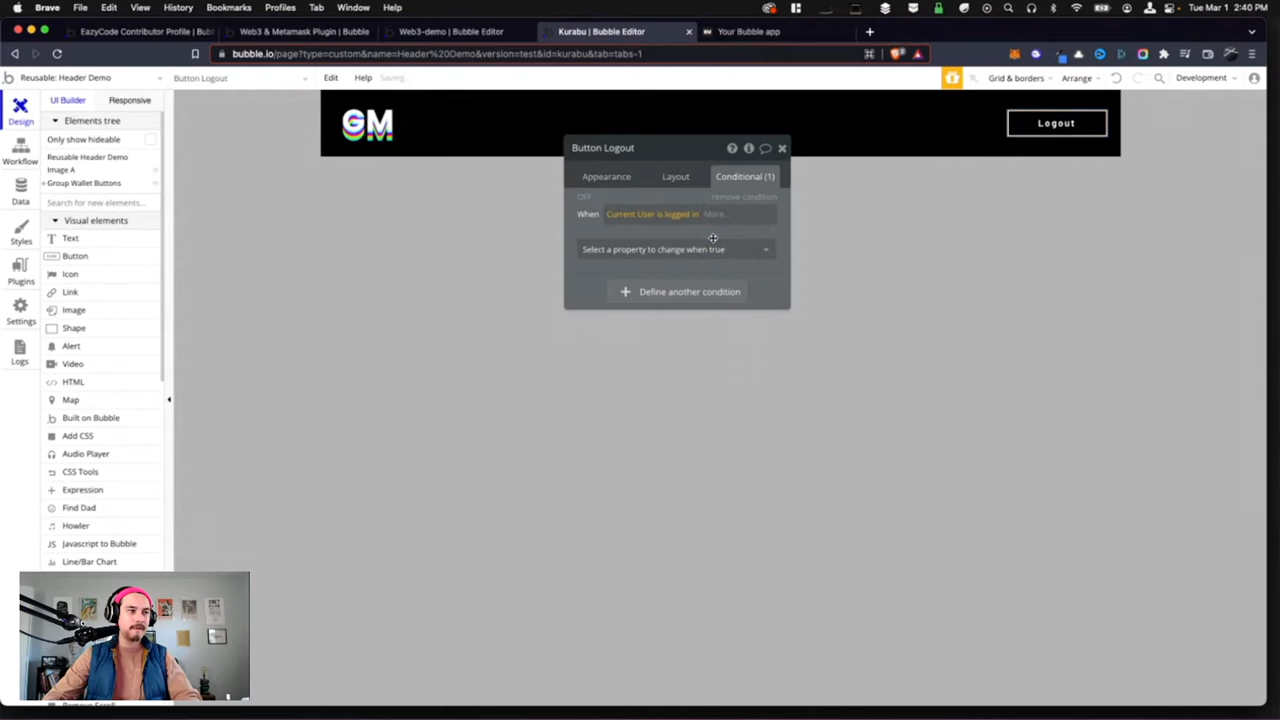 Brave File Edit View History Bookmarks Profiles Tab Window Help
Tue Mar 1 2:40 PM
EazyCode Contributor Profile | Bub
Web3 & Metamask Plugin | Bubble
Web3-demo | Bubble Editor
Kurabu | Bubble Editor
Your Bubble app
bubble.io/page?type=custom&name=Header%20Demo&version=test&id=kurabu&tab=tabs-1
Reusable: Header Demo
Button Logout
Edit
Help
Saving...
Grid & borders
Arrange
Development
Design
Workflow
Data
Styles
Plugins
Settings
Logs
UI Builder
Responsive
Elements tree
Only show hideable
Reusable Header Demo
Image A
Group Wallet Buttons
Search for new elements...
Visual elements
Text
Button
Icon
Link
Image
Shape
Alert
Video
HTML
Map
Built on Bubble
Add CSS
Audio Player
CSS Tools
Expression
Find Dad
Howler
Javascript to Bubble
Line/Bar Chart
GM
Logout
Button Logout
Appearance
Layout
Conditional (1)
OFF
remove condition
When Current User is logged in More...
Select a property to change when true
Define another condition